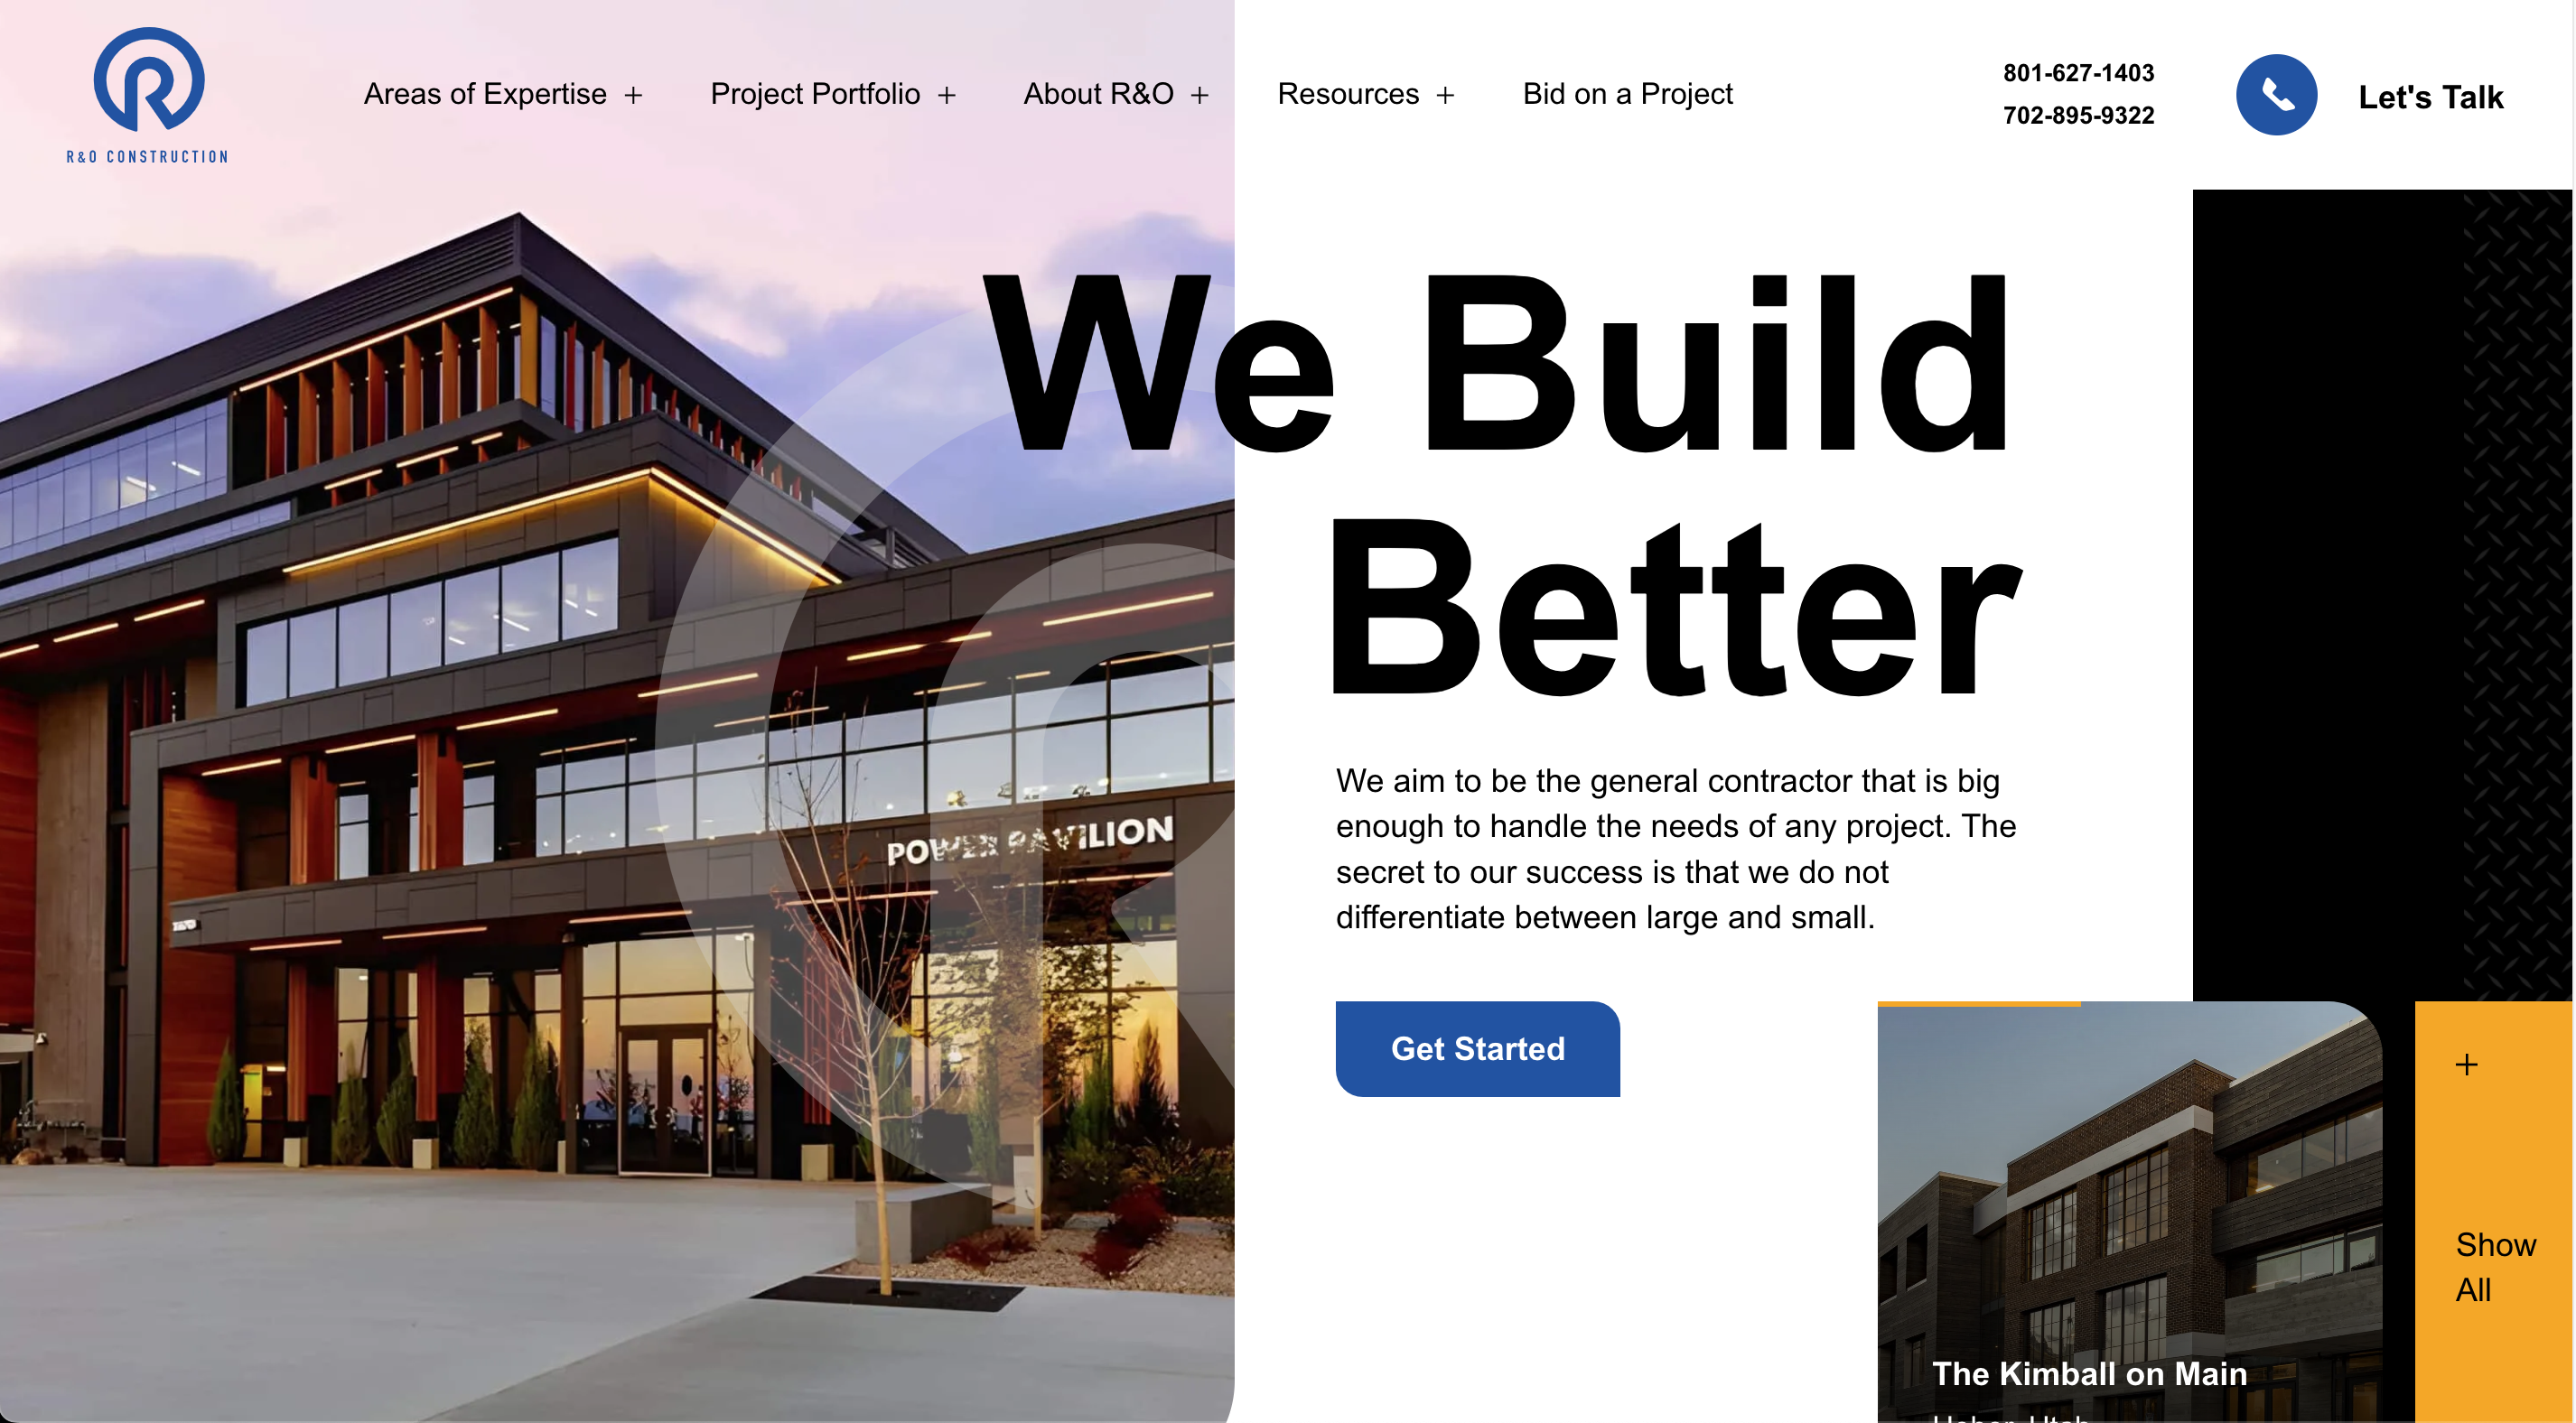 R&O CONSTRUCTION
Areas of Expertise +
Project Portfolio +
About R&O +
Resources +
Bid on a Project
801-627-1403
702-895-9322
Let's Talk
We Build
Better
We aim to be the general contractor that is big
enough to handle the needs of any project. The
secret to our success is that we do not
differentiate between large and small.
Get Started
POWER PAVILION
+
Show
All
The Kimball on Main
Heber, Utah